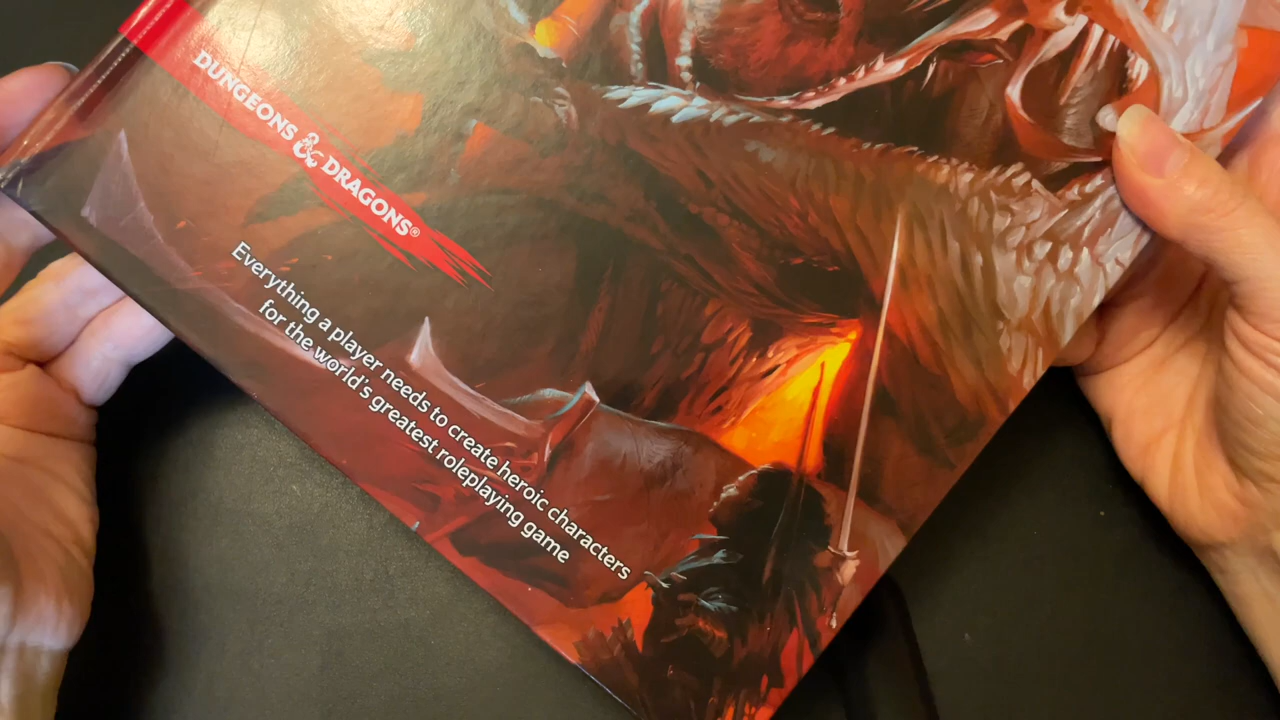 DUNGEONS & DRAGONS®
Everything a player needs to create heroic characters
for the world's greatest roleplaying game